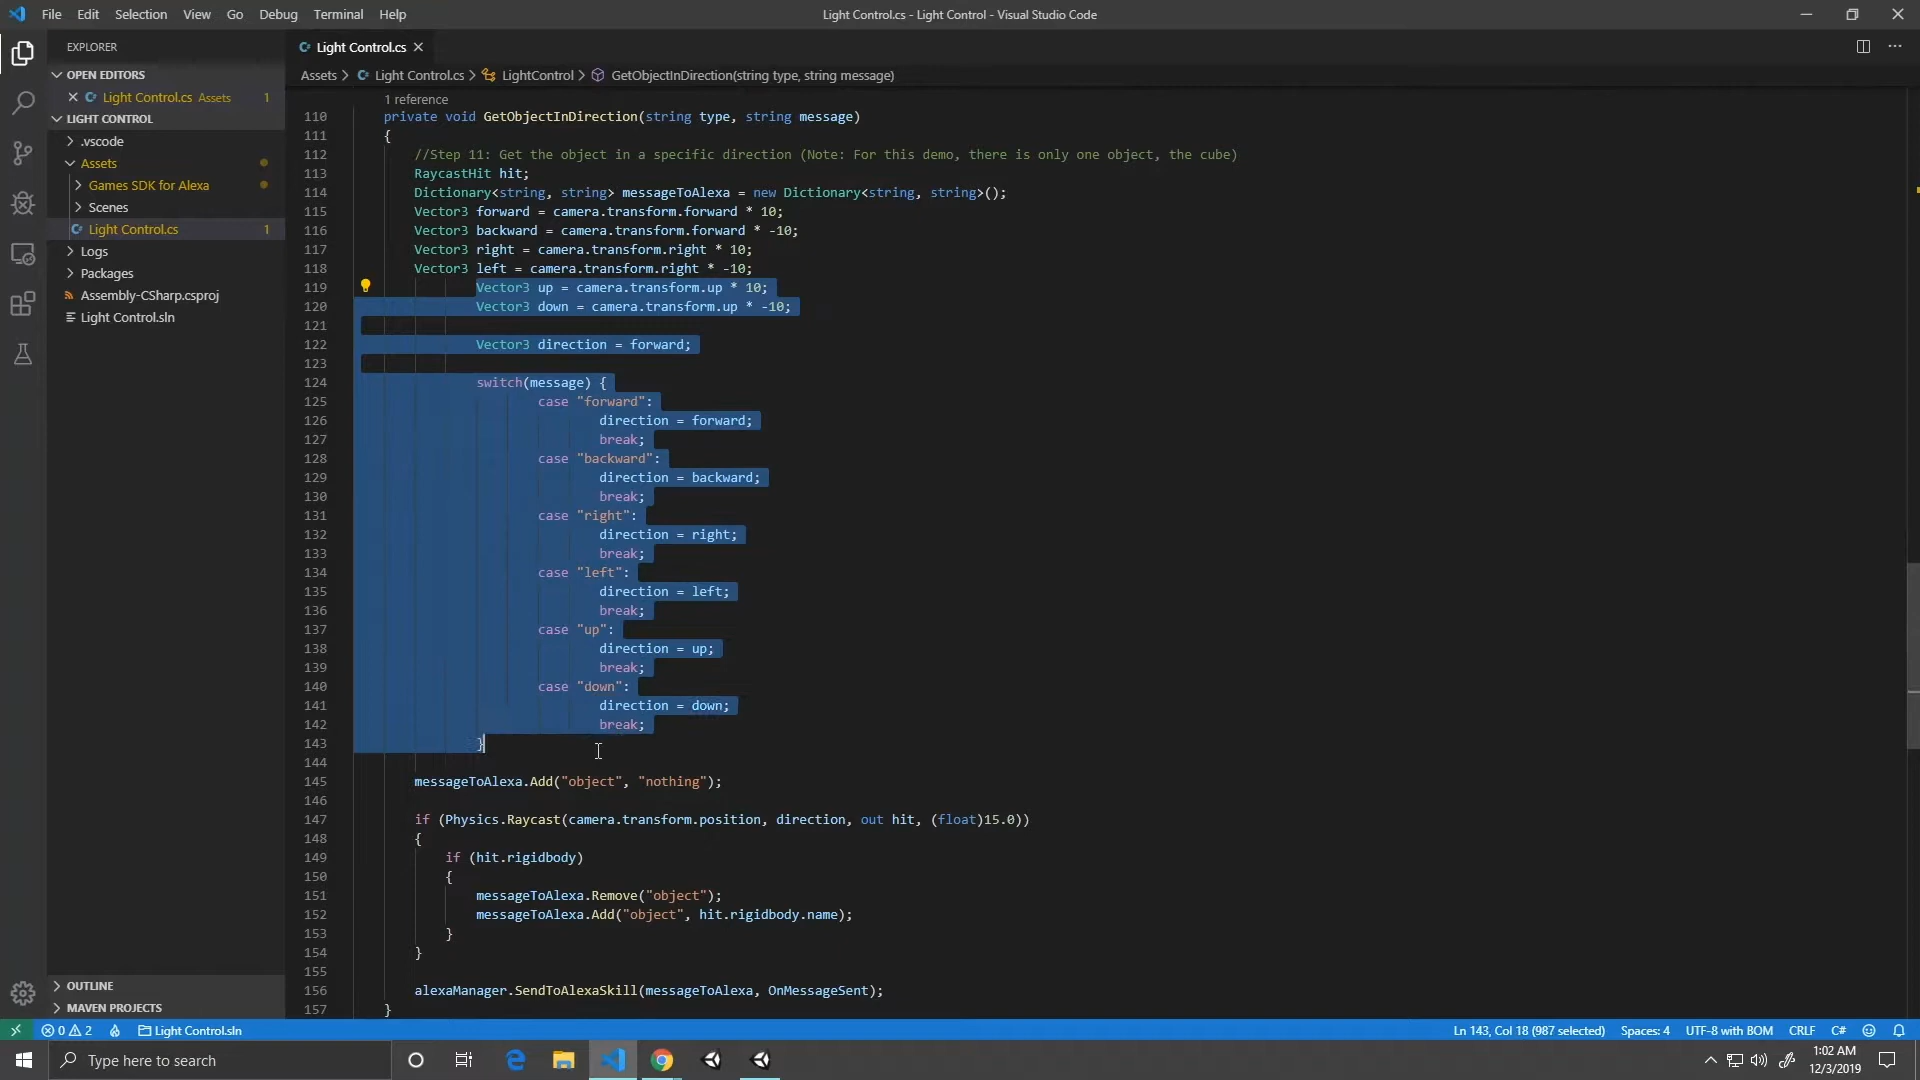 File Edit Selection View Go Debug Terminal Help
Light Control.cs - Light Control - Visual Studio Code
EXPLORER
OPEN EDITORS
Light Control.cs Assets 1
LIGHT CONTROL
.vscode
Assets
Games SDK for Alexa
Scenes
Light Control.cs 1
Logs
Packages
Assembly-CSharp.csproj
Light Control.sln
OUTLINE
MAVEN PROJECTS
Light Control.cs
Assets > Light Control.cs > LightControl > GetObjectInDirection(string type, string message)
1 reference
110 private void GetObjectInDirection(string type, string message)
111 {
112 //Step 11: Get the object in a specific direction (Note: For this demo, there is only one object, the cube)
113 RaycastHit hit;
114 Dictionary<string, string> messageToAlexa = new Dictionary<string, string>();
115 Vector3 forward = camera.transform.forward * 10;
116 Vector3 backward = camera.transform.forward * -10;
117 Vector3 right = camera.transform.right * 10;
118 Vector3 left = camera.transform.right * -10;
119 Vector3 up = camera.transform.up * 10;
120 Vector3 down = camera.transform.up * -10;
121
122 Vector3 direction = forward;
123
124 switch(message) {
125 case "forward":
126 direction = forward;
127 break;
128 case "backward":
129 direction = backward;
130 break;
131 case "right":
132 direction = right;
133 break;
134 case "left":
135 direction = left;
136 break;
137 case "up":
138 direction = up;
139 break;
140 case "down":
141 direction = down;
142 break;
143 }
144
145 messageToAlexa.Add("object", "nothing");
146
147 if (Physics.Raycast(camera.transform.position, direction, out hit, (float)15.0))
148 {
149 if (hit.rigidbody)
150 {
151 messageToAlexa.Remove("object");
152 messageToAlexa.Add("object", hit.rigidbody.name);
153 }
154 }
155
156 alexaManager.SendToAlexaSkill(messageToAlexa, OnMessageSent);
157 }
0 2 Light Control.sln
Ln 143, Col 18 (987 selected) Spaces: 4 UTF-8 with BOM CRLF C#
Type here to search
1:02 AM
12/3/2019